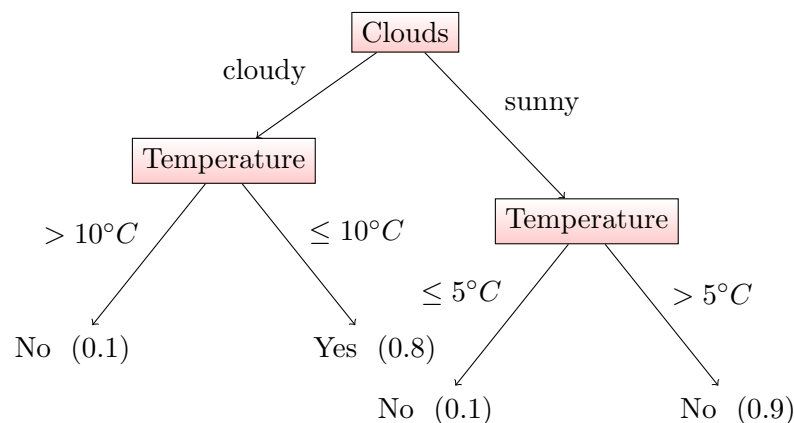 Clouds
cloudy
sunny
Temperature
Temperature
> 10°C
≤ 10°C
≤ 5°C
> 5°C
No (0.1)
Yes (0.8)
No (0.1)
No (0.9)